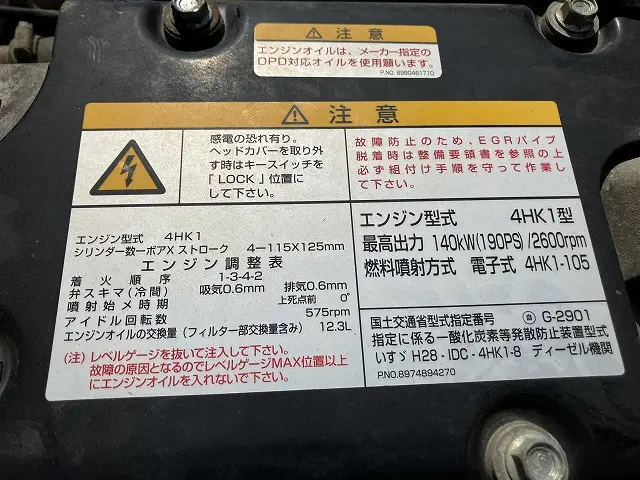 ⚠ 注意
エンジンオイルは、メーカー指定の
DPD対応オイルを使用願います。
P.NO. 8980461710
⚠ 注意
感電の恐れ有り。
ヘッドカバーを取り外
す時はキースイッチを
「LOCK」位置に
して下さい。
故障防止のため、EGRパイプ
脱着時は整備要領書を参照の上
必ず組付け手順を守って作業し
て下さい。
エンジン型式 4HK1
シリンダー数ーボアX ストローク 4ー115X125mm
エンジン調整表
着火順序 1-3-4-2
弁スキマ(冷間) 吸気0.6mm 排気0.6mm
噴射始メ時期 上死点前 0°
アイドル回転数 575rpm
エンジンオイルの交換量(フィルター部交換量含み) 12.3L
(注)レベルゲージを抜いて注入して下さい。
故障の原因となるのでレベルゲージMAX位置以上
にエンジンオイルを入れないで下さい。
エンジン型式 4HK1型
最高出力 140kW(190PS)/2600rpm
燃料噴射方式 電子式 4HK1-105
国土交通省型式指定番号 G-2901
指定に係る一酸化炭素等発散防止装置型式
いすゞ H28-IDC-4HK1-8 ディーゼル機関
P.NO.8974894270